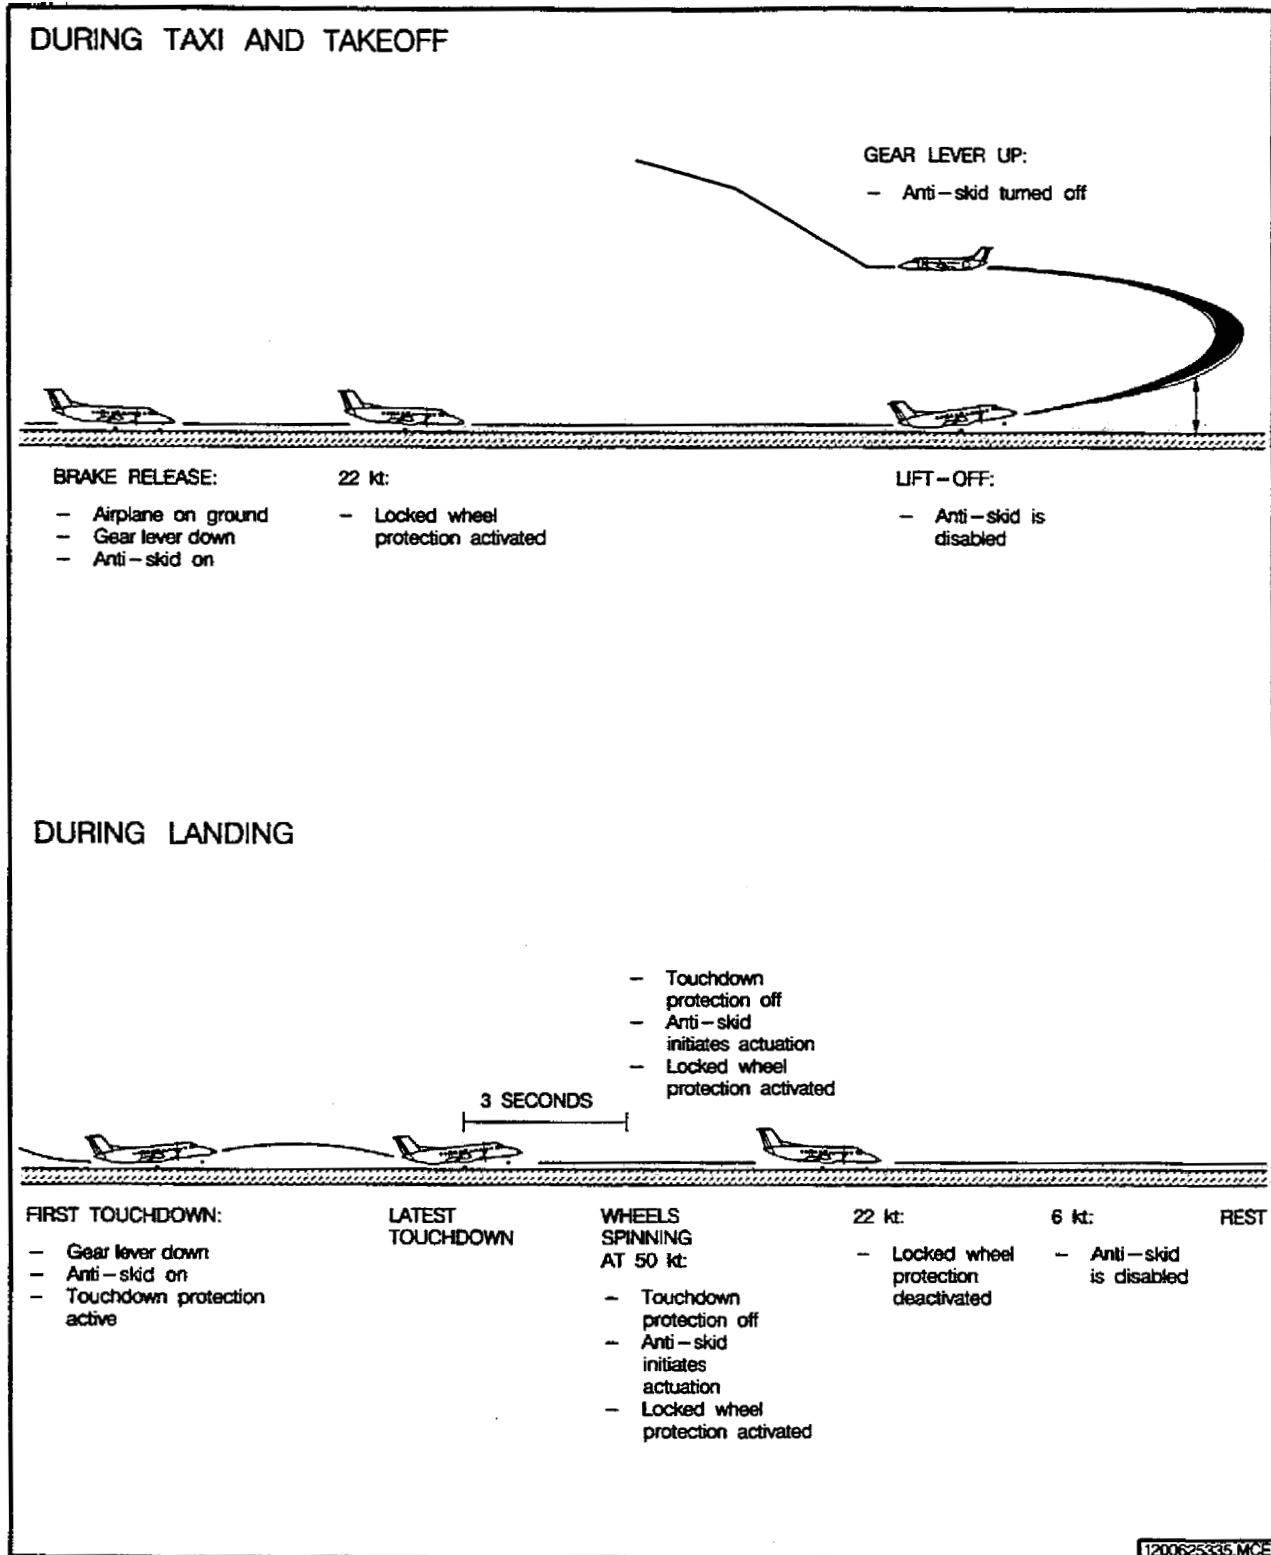 DURING TAXI AND TAKEOFF
GEAR LEVER UP:
– Anti-skid turned off
BRAKE RELEASE:
– Airplane on ground
– Gear lever down
– Anti-skid on
22 kt:
– Locked wheel
protection activated
LIFT-OFF:
– Anti-skid is
disabled
DURING LANDING
– Touchdown
protection off
– Anti-skid
initiates actuation
– Locked wheel
protection activated
3 SECONDS
FIRST TOUCHDOWN:
– Gear lever down
– Anti-skid on
– Touchdown protection
active
LATEST
TOUCHDOWN
WHEELS
SPINNING
AT 50 kt:
– Touchdown
protection off
– Anti-skid
initiates
actuation
– Locked wheel
protection activated
22 kt:
– Locked wheel
protection
deactivated
6 kt:
– Anti-skid
is disabled
REST
1200625335.MCE